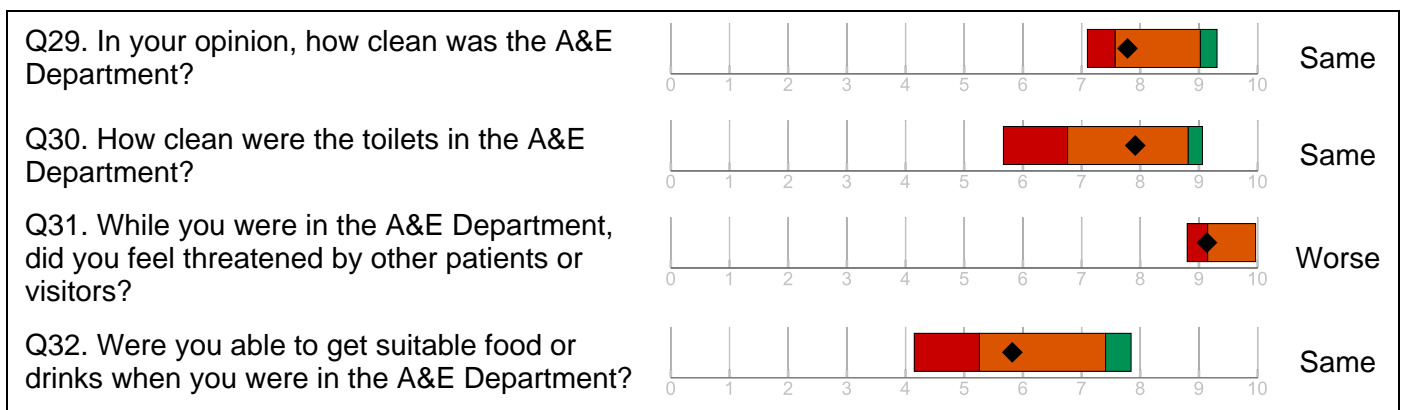 Q29. In your opinion, how clean was the A&E
Department?
Same
0 1 2 3 4 5 6 7 8 9 10
Q30. How clean were the toilets in the A&E
Department?
Same
0 1 2 3 4 5 6 7 8 9 10
Q31. While you were in the A&E Department,
did you feel threatened by other patients or
visitors?
Worse
0 1 2 3 4 5 6 7 8 9 10
Q32. Were you able to get suitable food or
drinks when you were in the A&E Department?
Same
0 1 2 3 4 5 6 7 8 9 10